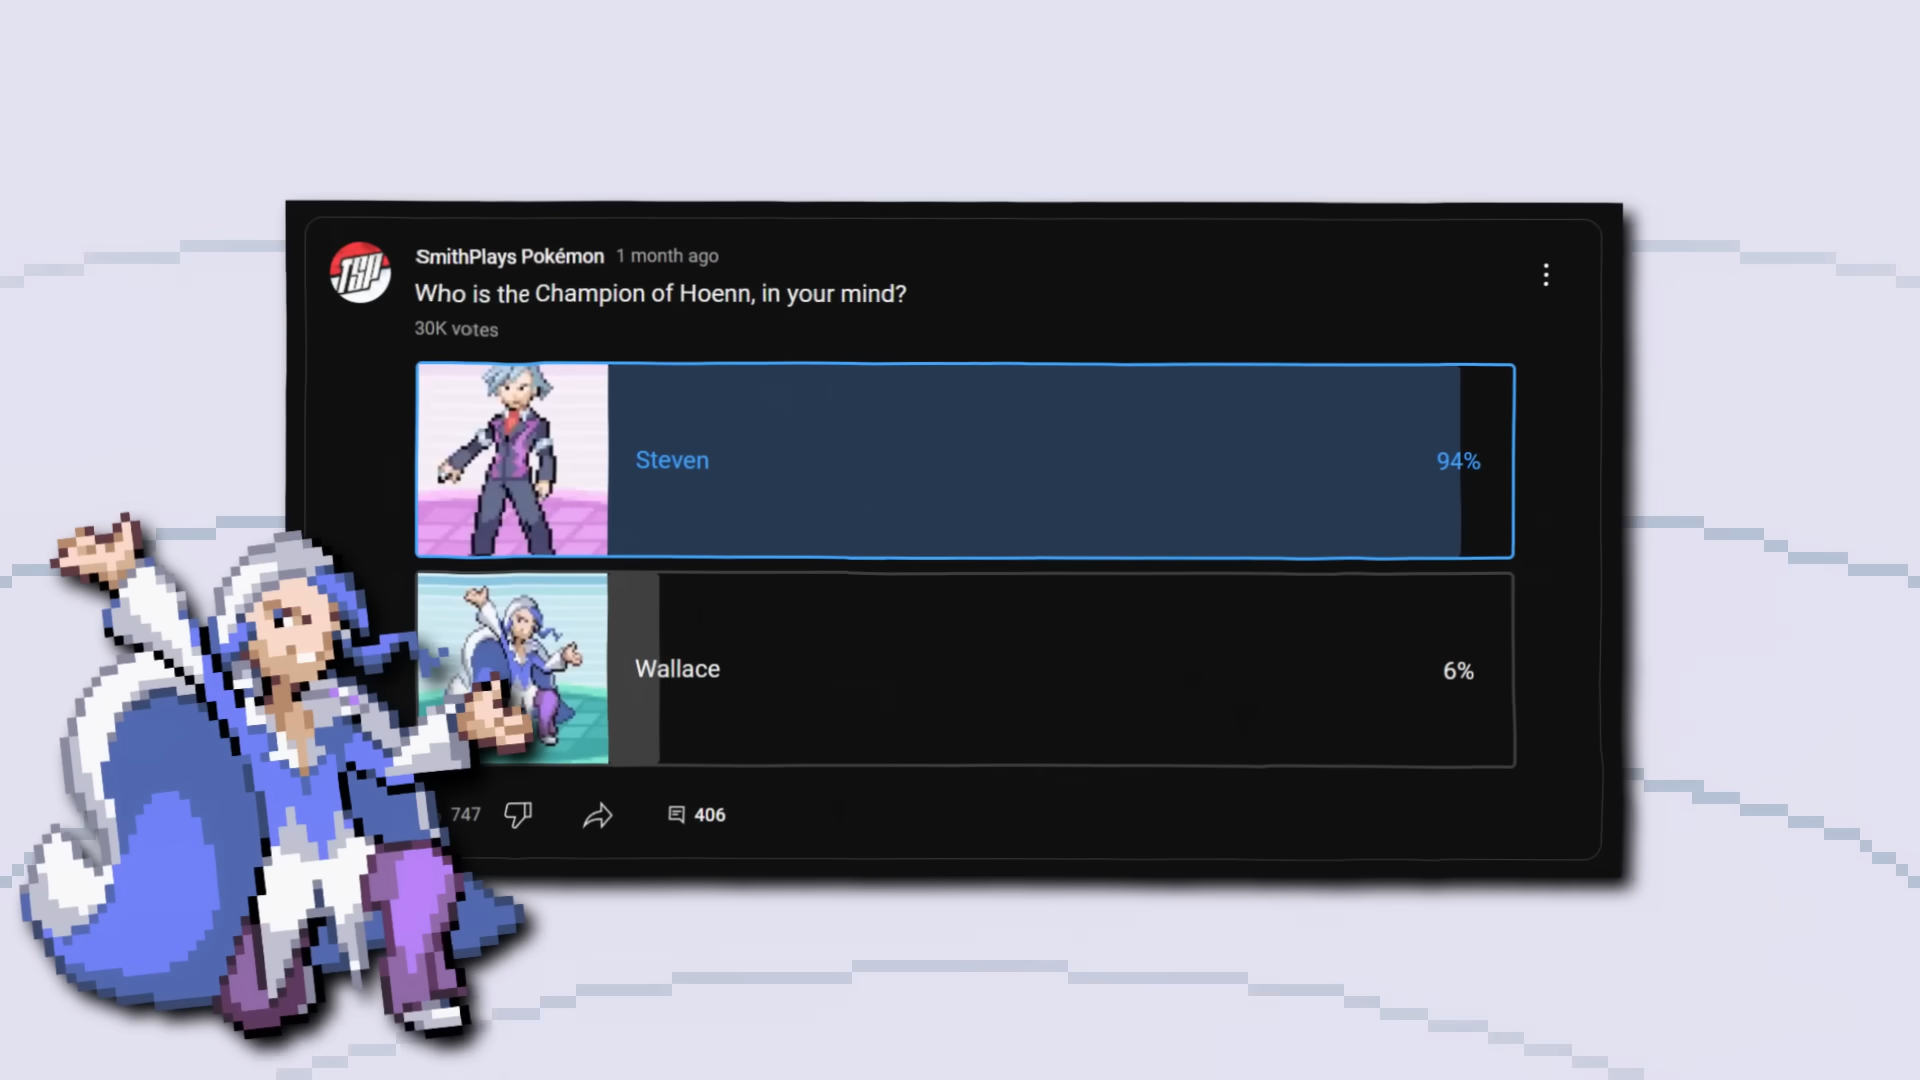 TSP
SmithPlays Pokémon 1 month ago
Who is the Champion of Hoenn, in your mind?
30K votes
Steven 94%
Wallace 6%
747 406